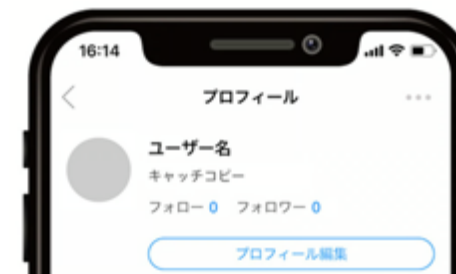 16:14
プロフィール
ユーザー名
キャッチコピー
フォロー 0 フォロワー 0
プロフィール編集